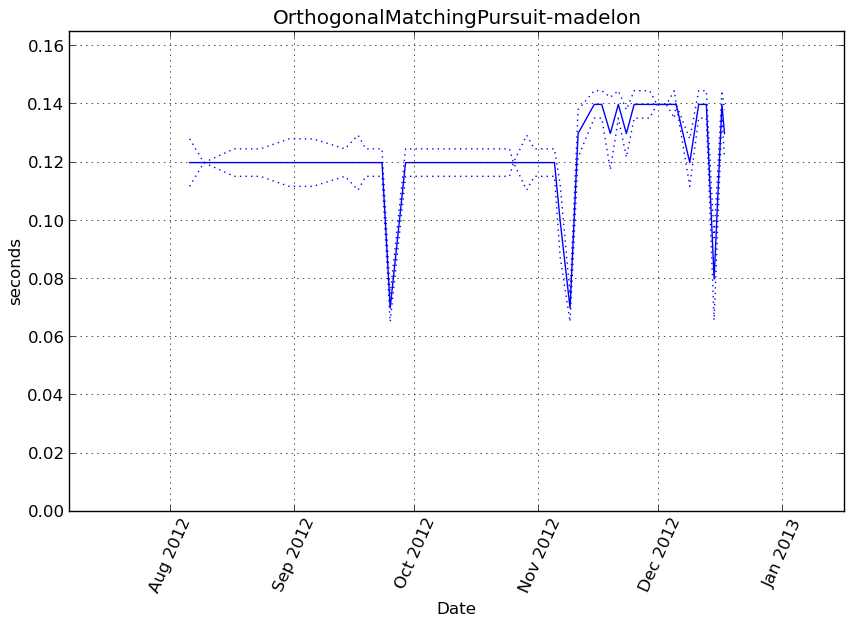 OrthogonalMatchingPursuit-madelon
0.16
0.14
0.12
0.10
0.08
0.06
0.04
0.02
0.00
seconds
Aug 2012
Sep 2012
Oct 2012
Nov 2012
Dec 2012
Jan 2013
Date